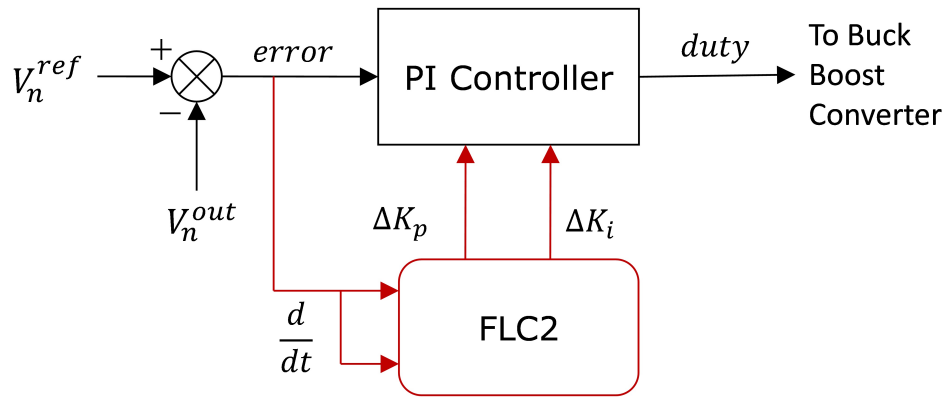 +
error
duty
To Buck
Boost
Converter
V_n^{ref}
PI Controller
−
V_n^{out}
ΔK_p
ΔK_i
d
dt
FLC2